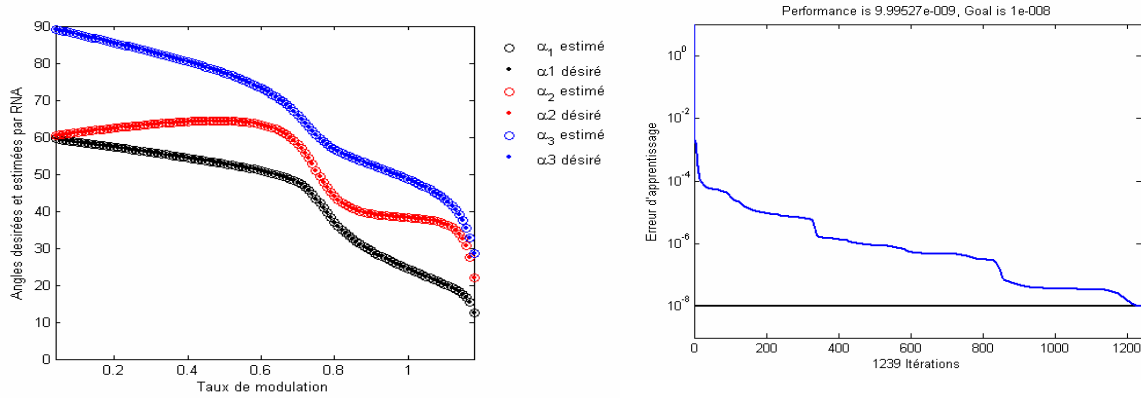 Angles desirées et estimées par RNA
90
80
70
60
50
40
30
20
10
0
0.2 0.4 0.6 0.8 1
Taux de modulation
α1 estimé
α1 désiré
α2 estimé
α2 désiré
α3 estimé
α3 désiré
Performance is 9.99527e-009, Goal is 1e-008
Erreur d'apprentissage
10^0
10^-2
10^-4
10^-6
10^-8
0 200 400 600 800 1000 1200
1239 Itérations